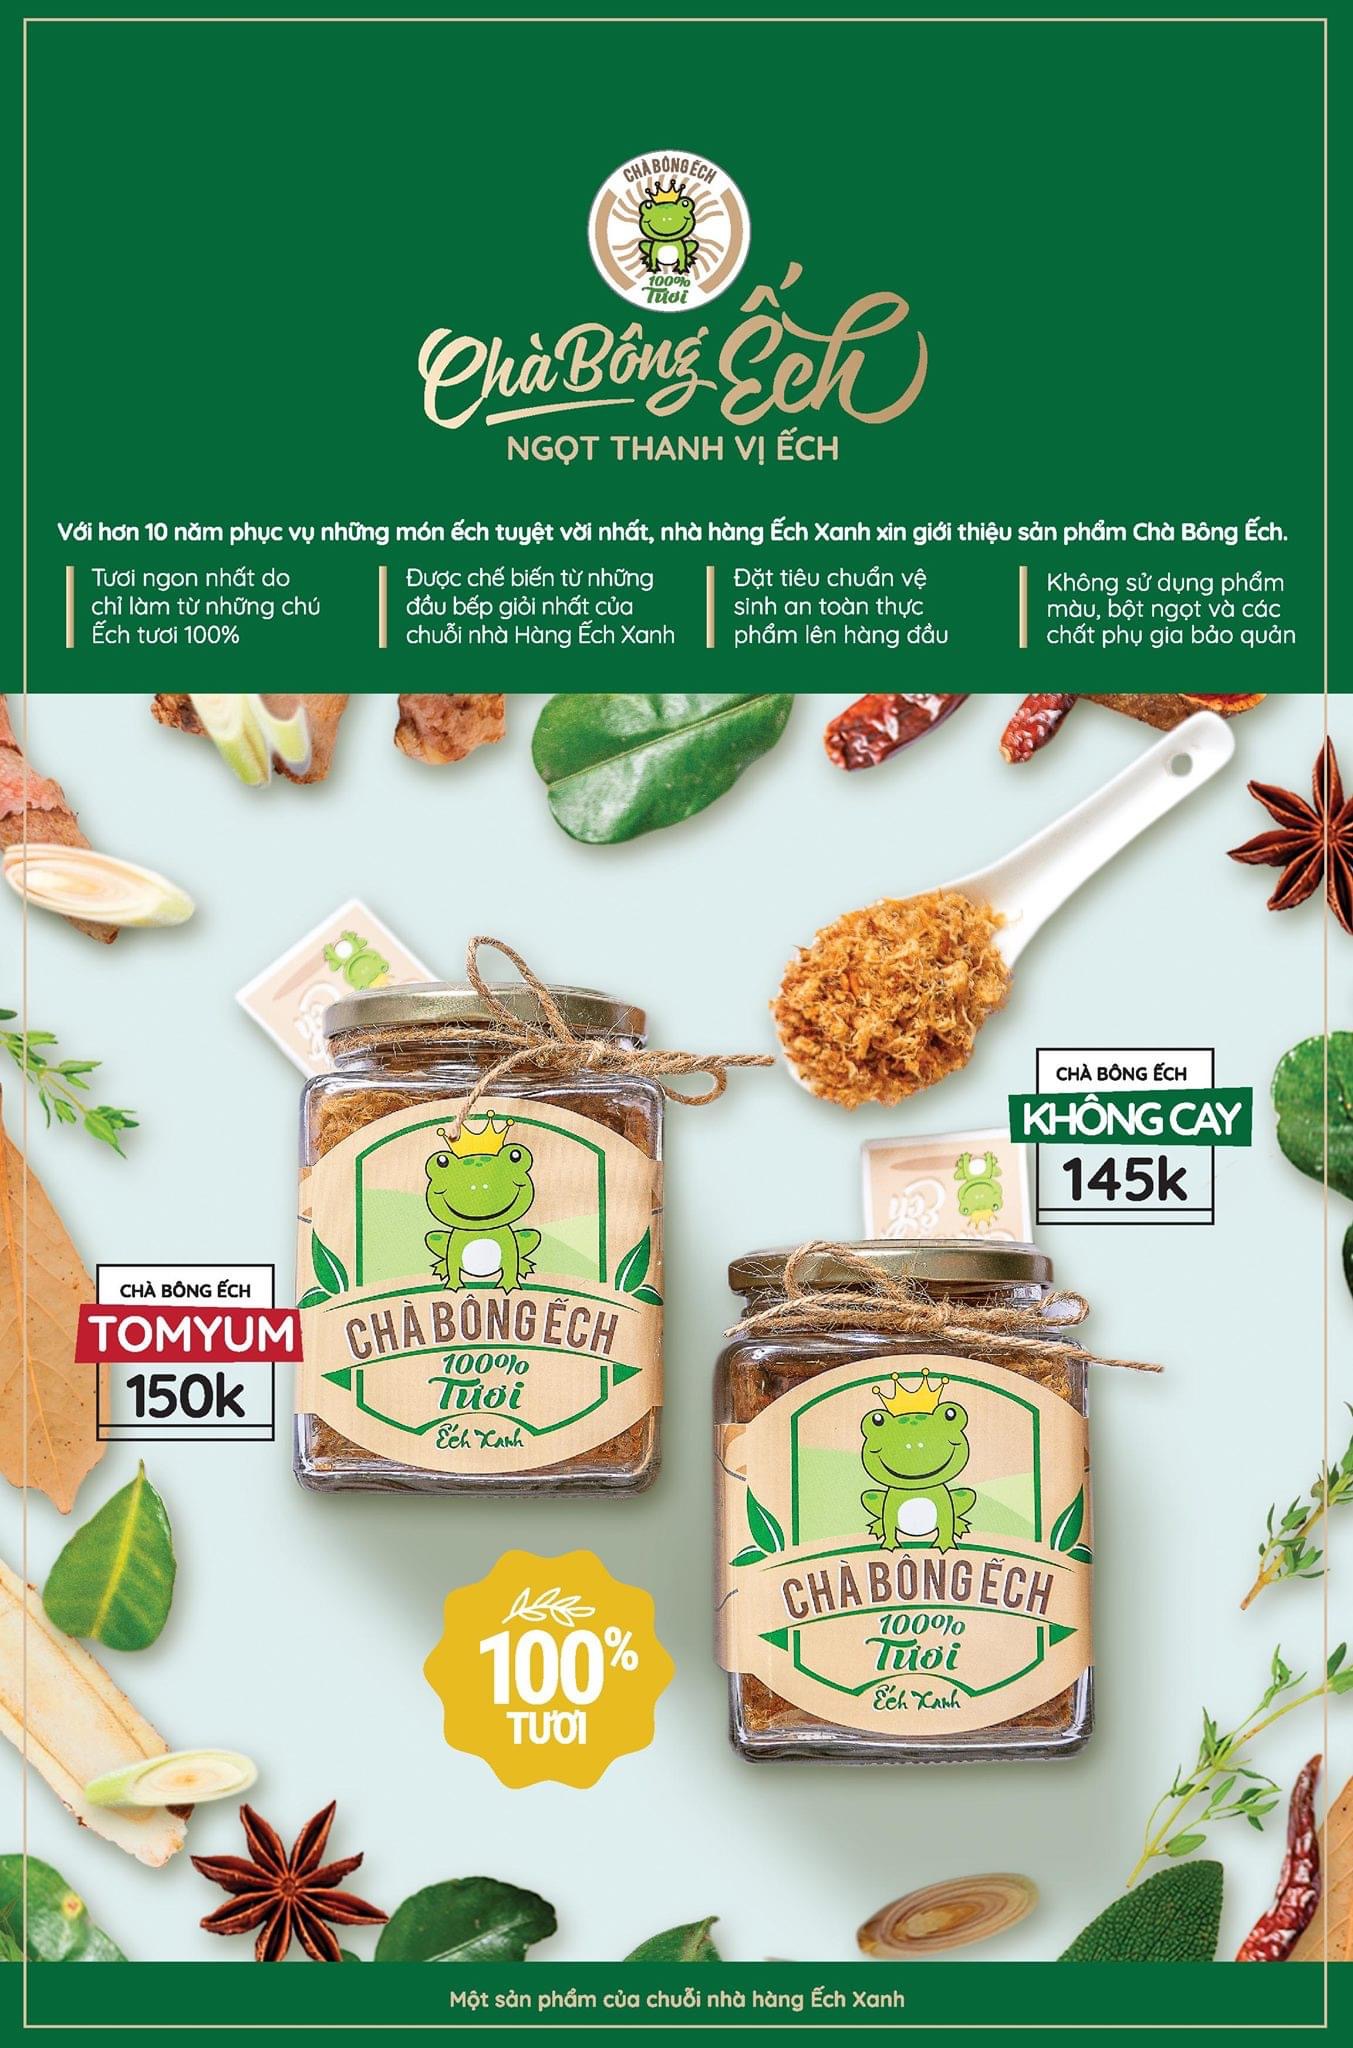 CHÀ BÔNG ẾCH
100%
Tươi
Chà Bông Ếch
NGỌT THANH VỊ ẾCH
Với hơn 10 năm phục vụ những món ếch tuyệt vời nhất, nhà hàng Ếch Xanh xin giới thiệu sản phẩm Chà Bông Ếch.
Tươi ngon nhất do
chỉ làm từ những chú
Ếch tươi 100%
Được chế biến từ những
đầu bếp giỏi nhất của
chuỗi nhà Hàng Ếch Xanh
Đặt tiêu chuẩn vệ
sinh an toàn thực
phẩm lên hàng đầu
Không sử dụng phẩm
màu, bột ngọt và các
chất phụ gia bảo quản
CHÀ BÔNG ẾCH
KHÔNG CAY
145k
CHÀ BÔNG ẾCH
TOMYUM
150k
CHÀ BÔNG ẾCH
100%
Tươi
Ếch Xanh
CHÀ BÔNG ẾCH
100%
Tươi
Ếch Xanh
100%
TƯƠI
Một sản phẩm của chuỗi nhà hàng Ếch Xanh